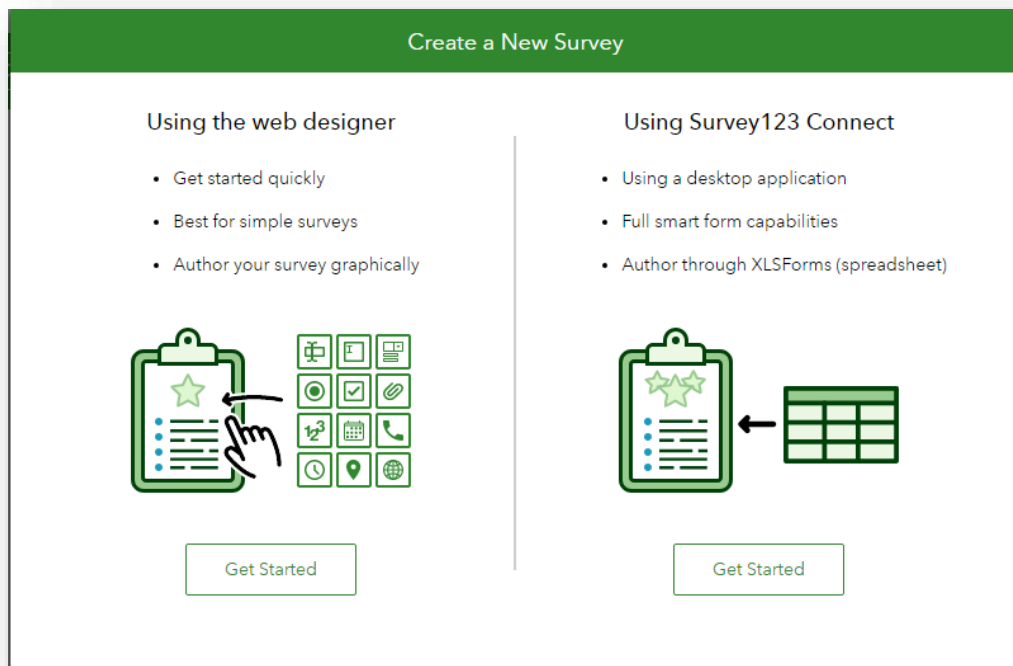 Create a New Survey
Using the web designer
• Get started quickly
• Best for simple surveys
• Author your survey graphically
123
Get Started
Using Survey123 Connect
• Using a desktop application
• Full smart form capabilities
• Author through XLSForms (spreadsheet)
Get Started